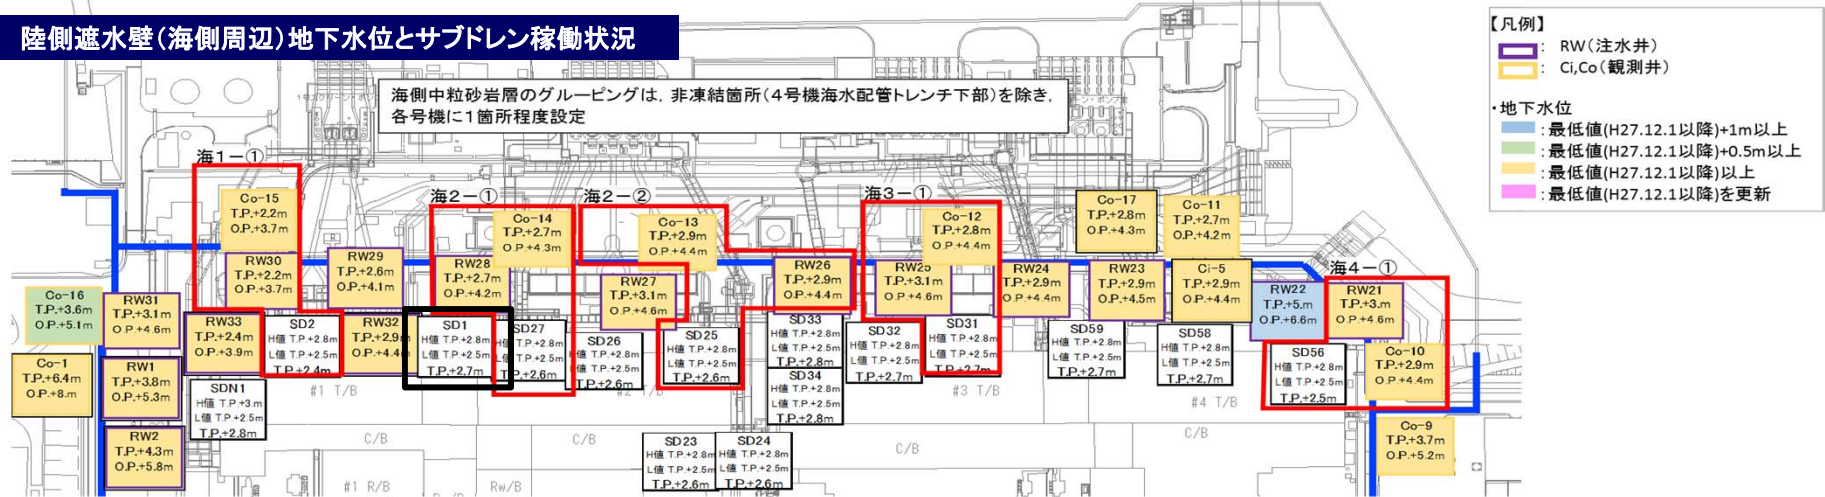 陸側遮水壁(海側周辺)地下水位とサブドレン稼働状況
海側中粒砂岩層のグルーピングは, 非凍結箇所(4号機海水配管トレンチ下部)を除き,
各号機に1箇所程度設定
【凡例】
: RW(注水井)
: Ci,Co(観測井)
・地下水位
:最低値(H27.12.1以降)+1m以上
:最低値(H27.12.1以降)+0.5m以上
:最低値(H27.12.1以降)以上
:最低値(H27.12.1以降)を更新
海1-①
海2-①
海2-②
海3-①
海4-①
Co-15
T.P.+2.2m
O.P.+3.7m
Co-14
T.P.+2.7m
O.P.+4.3m
Co-13
T.P.+2.9m
O.P.+4.4m
Co-12
T.P.+2.8m
O.P.+4.4m
Co-17
T.P.+2.8m
O.P.+4.3m
Co-11
T.P.+2.7m
O.P.+4.2m
RW30
T.P.+2.2m
O.P.+3.7m
RW29
T.P.+2.6m
O.P.+4.1m
RW28
T.P.+2.7m
O.P.+4.2m
RW27
T.P.+3.1m
O.P.+4.6m
RW26
T.P.+2.9m
O.P.+4.4m
RW25
T.P.+3.1m
O.P.+4.6m
RW24
T.P.+2.9m
O.P.+4.4m
RW23
T.P.+2.9m
O.P.+4.5m
Ci-5
T.P.+2.9m
O.P.+4.4m
RW22
T.P.+5.m
O.P.+6.6m
RW21
T.P.+3.m
O.P.+4.6m
Co-16
T.P.+3.6m
O.P.+5.1m
RW31
T.P.+3.1m
O.P.+4.6m
RW33
T.P.+2.4m
O.P.+3.9m
SD2
H値 T.P.+2.8m
L値 T.P.+2.5m
T.P.+2.4m
RW32
T.P.+2.9m
O.P.+4.4m
SD1
H値 T.P.+2.8m
L値 T.P.+2.5m
T.P.+2.7m
SD27
H値 T.P.+2.8m
L値 T.P.+2.5m
T.P.+2.6m
SD26
H値 T.P.+2.8m
L値 T.P.+2.5m
T.P.+2.6m
SD25
H値 T.P.+2.8m
L値 T.P.+2.5m
T.P.+2.6m
SD33
H値 T.P.+2.8m
L値 T.P.+2.5m
T.P.+2.8m
SD34
H値 T.P.+2.8m
L値 T.P.+2.5m
T.P.+2.8m
SD32
H値 T.P.+2.8m
L値 T.P.+2.5m
T.P.+2.7m
SD31
H値 T.P.+2.8m
L値 T.P.+2.5m
T.P.+2.7m
SD59
H値 T.P.+2.8m
L値 T.P.+2.5m
T.P.+2.7m
SD58
H値 T.P.+2.8m
L値 T.P.+2.5m
T.P.+2.7m
SD56
H値 T.P.+2.8m
L値 T.P.+2.5m
T.P.+2.5m
Co-10
T.P.+2.9m
O.P.+4.4m
Co-1
T.P.+6.4m
O.P.+8.m
RW1
T.P.+3.8m
O.P.+5.3m
SDN1
H値 T.P.+3.m
L値 T.P.+2.5m
T.P.+2.8m
#1 T/B
#2 T/B
#3 T/B
#4 T/B
RW2
T.P.+4.3m
O.P.+5.8m
C/B
C/B
C/B
C/B
SD23
H値 T.P.+2.8m
L値 T.P.+2.5m
T.P.+2.6m
SD24
H値 T.P.+2.8m
L値 T.P.+2.5m
T.P.+2.6m
Co-9
T.P.+3.7m
O.P.+5.2m
#1 R/B
Rw/B